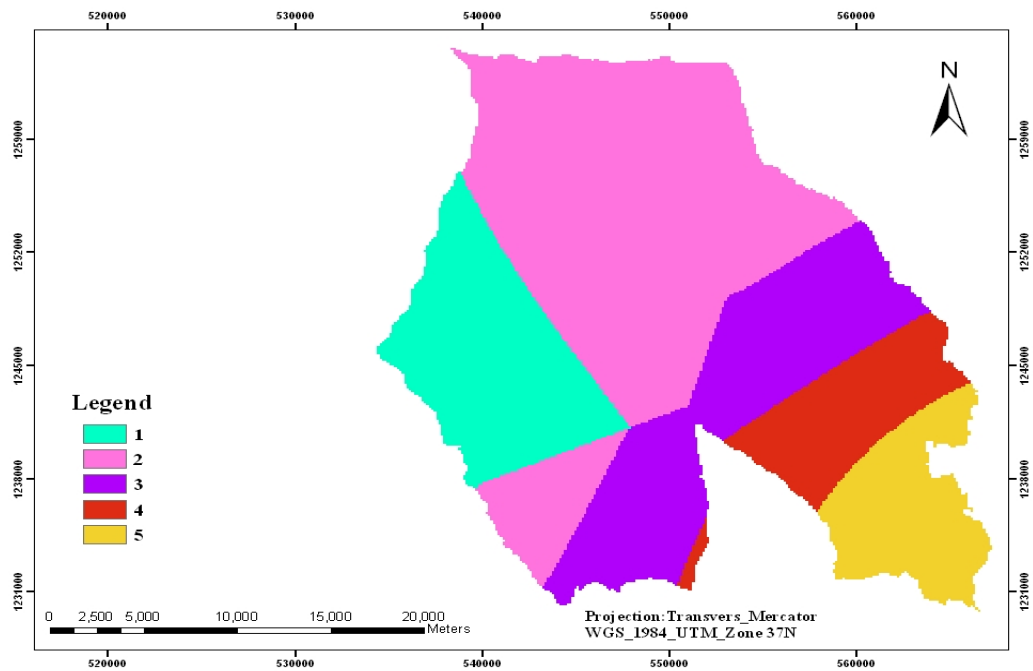 520000 530000 540000 550000 560000
N
1259000 1259000
1252000 1252000
1245000 1245000
Legend
1
2
3
4
5
1238000 1238000
1231000 1231000
0 2,500 5,000 10,000 15,000 20,000
Meters
Projection:Transvers_Mercator
WGS_1984_UTM_Zone 37N
520000 530000 540000 550000 560000